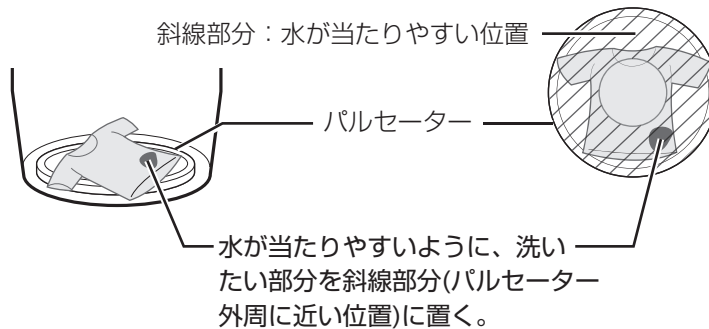 斜線部分：水が当たりやすい位置
パルセーター
水が当たりやすいように、洗い
たい部分を斜線部分(パルセーター
外周に近い位置)に置く。